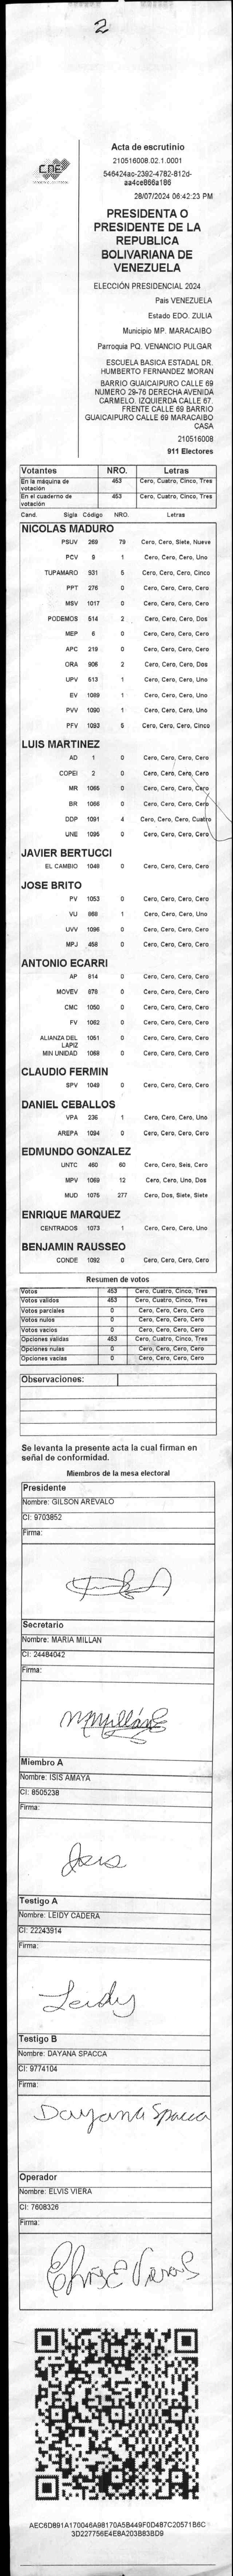 2
CNE
Acta de escrutinio
210516008.02.1.0001
546424ac-2392-4782-812d-
aa4ce866a186
28/07/2024 06:42:23 PM
PRESIDENTA O
PRESIDENTE DE LA
REPUBLICA
BOLIVARIANA DE
VENEZUELA
ELECCIÓN PRESIDENCIAL 2024
Pais VENEZUELA
Estado EDO. ZULIA
Municipio MP. MARACAIBO
Parroquia PQ. VENANCIO PULGAR
ESCUELA BASICA ESTADAL DR.
HUMBERTO FERNANDEZ MORAN
BARRIO GUAICAIPURO CALLE 69
NUMERO 29-76 DERECHA AVENIDA
CARMELO. IZQUIERDA CALLE 67.
FRENTE CALLE 69 BARRIO
GUAICAIPURO CALLE 69 MARACAIBO
CASA
210516008
911 Electores
Votantes NRO. Letras
En la máquina de votación 453 Cero, Cuatro, Cinco, Tres
En el cuaderno de votación 453 Cero, Cuatro, Cinco, Tres
Cand. Sigla Código NRO. Letras
NICOLAS MADURO
PSUV 269 79 Cero, Cero, Siete, Nueve
PCV 9 1 Cero, Cero, Cero, Uno
TUPAMARO 931 5 Cero, Cero, Cero, Cinco
PPT 276 0 Cero, Cero, Cero, Cero
MSV 1017 0 Cero, Cero, Cero, Cero
PODEMOS 514 2 Cero, Cero, Cero, Dos
MEP 6 0 Cero, Cero, Cero, Cero
APC 219 0 Cero, Cero, Cero, Cero
ORA 906 2 Cero, Cero, Cero, Dos
UPV 613 1 Cero, Cero, Cero, Uno
EV 1089 1 Cero, Cero, Cero, Uno
PVV 1090 1 Cero, Cero, Cero, Uno
PFV 1093 5 Cero, Cero, Cero, Cinco
LUIS MARTINEZ
AD 1 0 Cero, Cero, Cero, Cero
COPEI 2 0 Cero, Cero, Cero, Cero
MR 1065 0 Cero, Cero, Cero, Cero
BR 1066 0 Cero, Cero, Cero, Cero
DDP 1091 4 Cero, Cero, Cero, Cuatro
UNE 1095 0 Cero, Cero, Cero, Cero
JAVIER BERTUCCI
EL CAMBIO 1048 0 Cero, Cero, Cero, Cero
JOSE BRITO
PV 1053 0 Cero, Cero, Cero, Cero
VU 868 1 Cero, Cero, Cero, Uno
UVV 1096 0 Cero, Cero, Cero, Cero
MPJ 458 0 Cero, Cero, Cero, Cero
ANTONIO ECARRI
AP 814 0 Cero, Cero, Cero, Cero
MOVEV 878 0 Cero, Cero, Cero, Cero
CMC 1050 0 Cero, Cero, Cero, Cero
FV 1062 0 Cero, Cero, Cero, Cero
ALIANZA DEL LAPIZ 1051 0 Cero, Cero, Cero, Cero
MIN UNIDAD 1068 0 Cero, Cero, Cero, Cero
CLAUDIO FERMIN
SPV 1049 0 Cero, Cero, Cero, Cero
DANIEL CEBALLOS
VPA 236 1 Cero, Cero, Cero, Uno
AREPA 1094 0 Cero, Cero, Cero, Cero
EDMUNDO GONZALEZ
UNTC 460 60 Cero, Cero, Seis, Cero
MPV 1069 12 Cero, Cero, Uno, Dos
MUD 1076 277 Cero, Dos, Siete, Siete
ENRIQUE MARQUEZ
CENTRADOS 1073 1 Cero, Cero, Cero, Uno
BENJAMIN RAUSSEO
CONDE 1092 0 Cero, Cero, Cero, Cero
Resumen de votos
Votos 453 Cero, Cuatro, Cinco, Tres
Votos validos 453 Cero, Cuatro, Cinco, Tres
Votos parciales 0 Cero, Cero, Cero, Cero
Votos nulos 0 Cero, Cero, Cero, Cero
Votos vacios 0 Cero, Cero, Cero, Cero
Opciones validas 453 Cero, Cuatro, Cinco, Tres
Opciones nulas 0 Cero, Cero, Cero, Cero
Opciones vacias 0 Cero, Cero, Cero, Cero
Observaciones:
Se levanta la presente acta la cual firman en
señal de conformidad.
Miembros de la mesa electoral
Presidente
Nombre: GILSON AREVALO
CI: 9703852
Firma:
Secretario
Nombre: MARIA MILLAN
CI: 24484042
Firma:
Miembro A
Nombre: ISIS AMAYA
CI: 8505238
Firma:
Testigo A
Nombre: LEIDY CADERA
CI: 22243914
Firma:
Leidy
Testigo B
Nombre: DAYANA SPACCA
CI: 9774104
Firma:
Dayana Spacca
Operador
Nombre: ELVIS VIERA
CI: 7608326
Firma:
AEC6D891A170046A98170A5B449F0D487C20571B6C
3D227756E4E8A203B83BD9